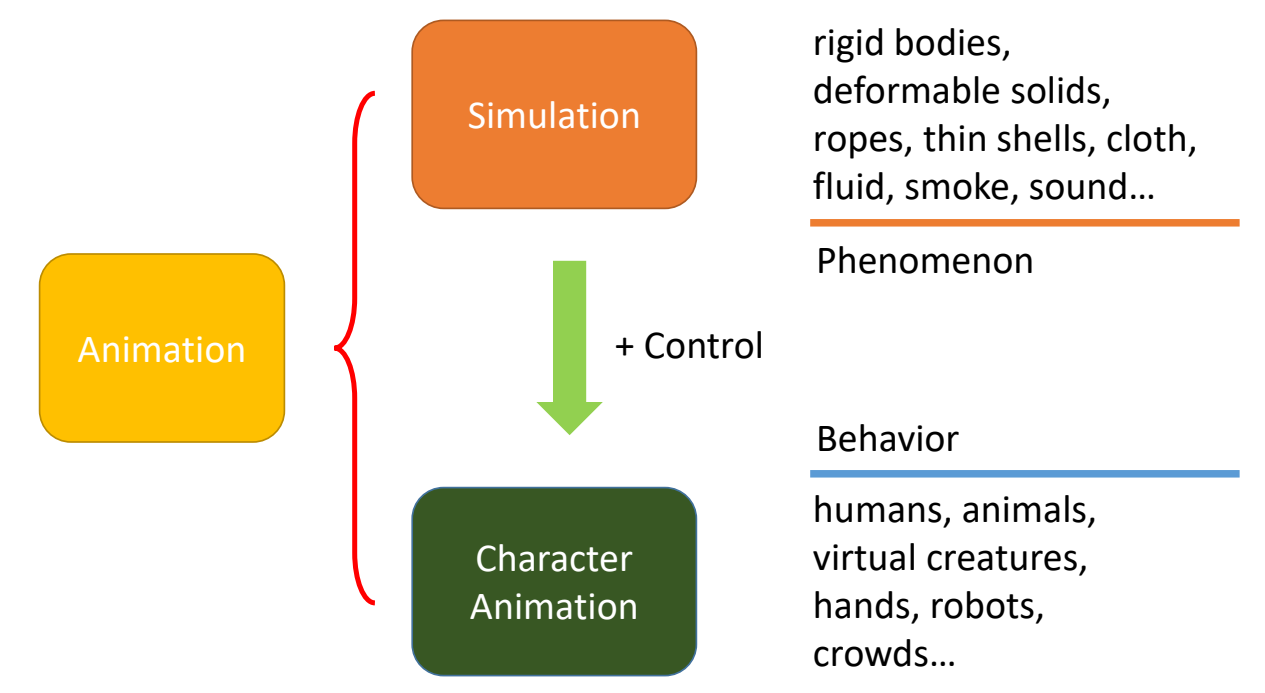 Animation
Simulation
+ Control
Character
Animation
rigid bodies,
deformable solids,
ropes, thin shells, cloth,
fluid, smoke, sound…
Phenomenon
Behavior
humans, animals,
virtual creatures,
hands, robots,
crowds…